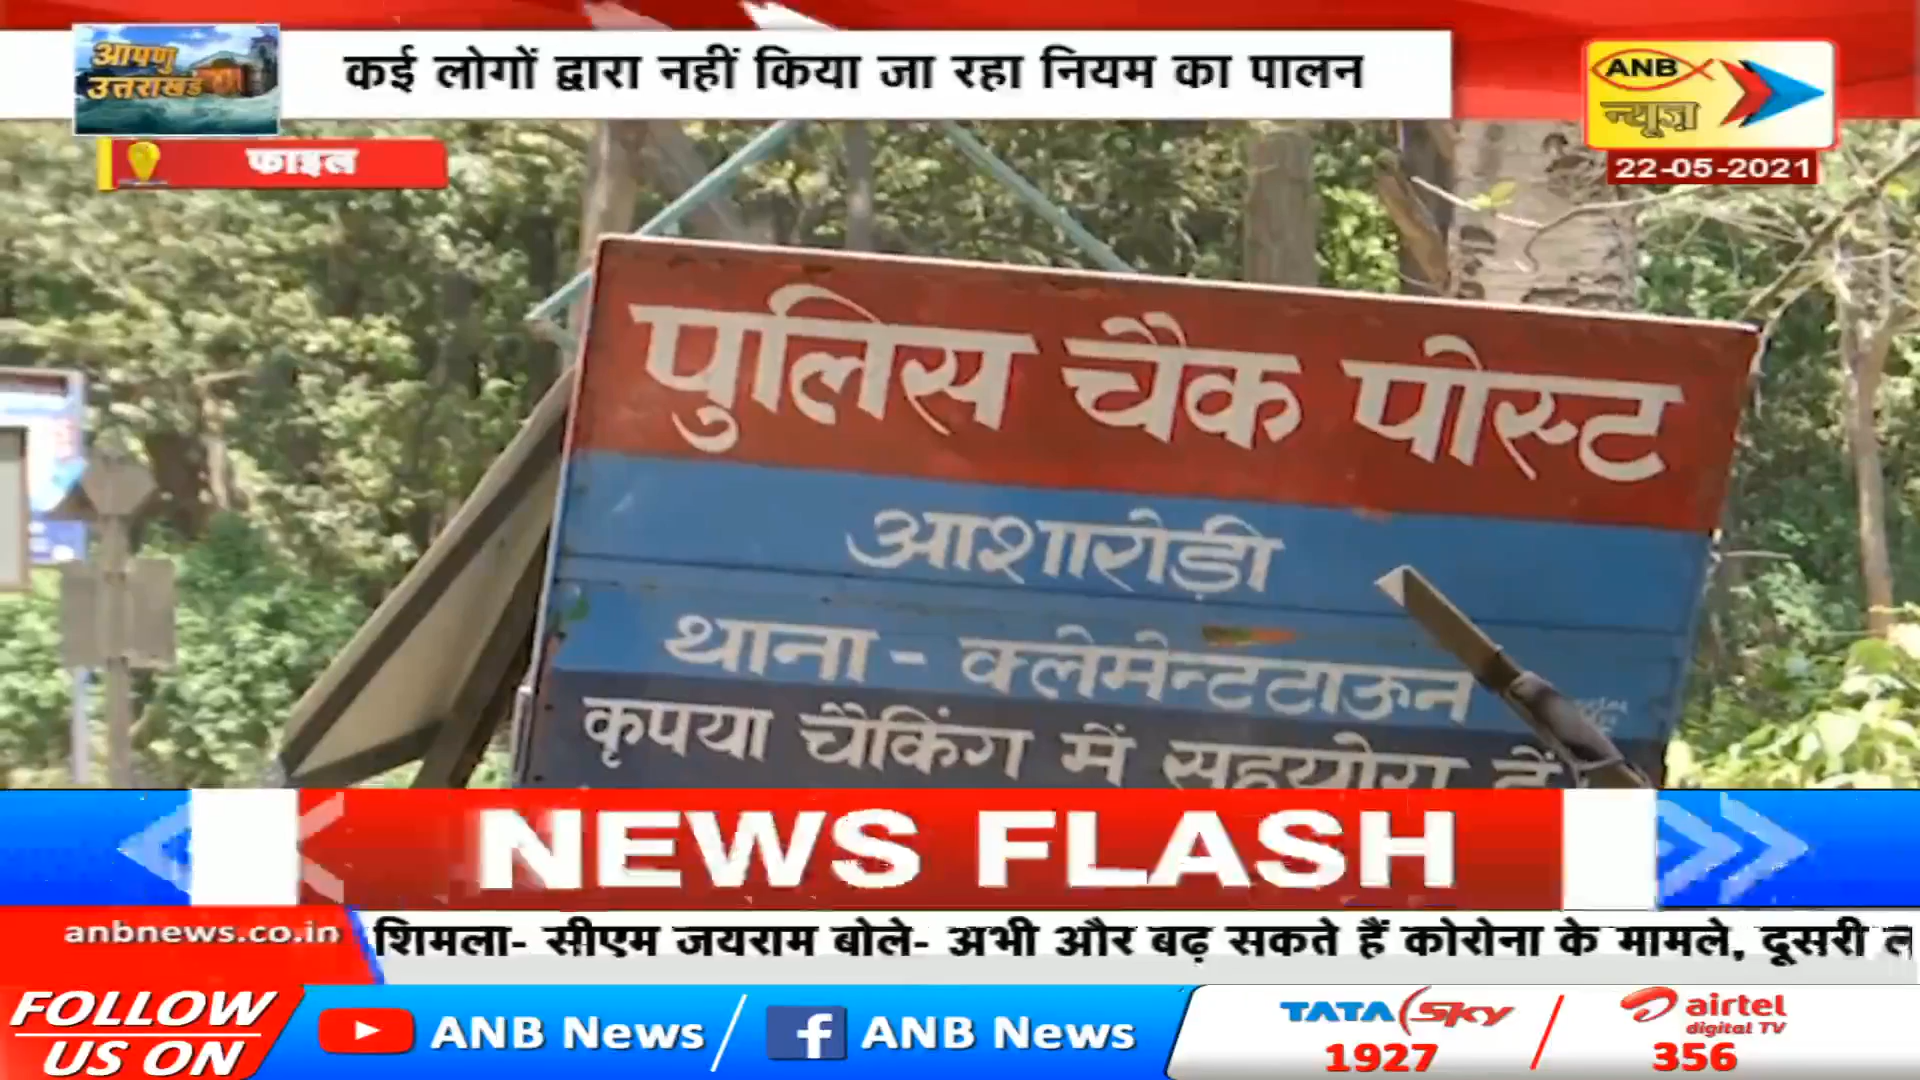 आपणु
उत्तराखंड
कई लोगों द्वारा नहीं किया जा रहा नियम का पालन
ANB
न्यूज़
22-05-2021
फाइल
पुलिस चैक पोस्ट
आशारोड़ी
थाना - क्लेमेन्टटाऊन
कृपया चैकिंग में सहयोग दें
NEWS FLASH
anbnews.co.in
शिमला- सीएम जयराम बोले- अभी और बढ़ सकते हैं कोरोना के मामले, दूसरी ल
FOLLOW
US ON
ANB News
ANB News
TATA Sky
1927
airtel
digital TV
356